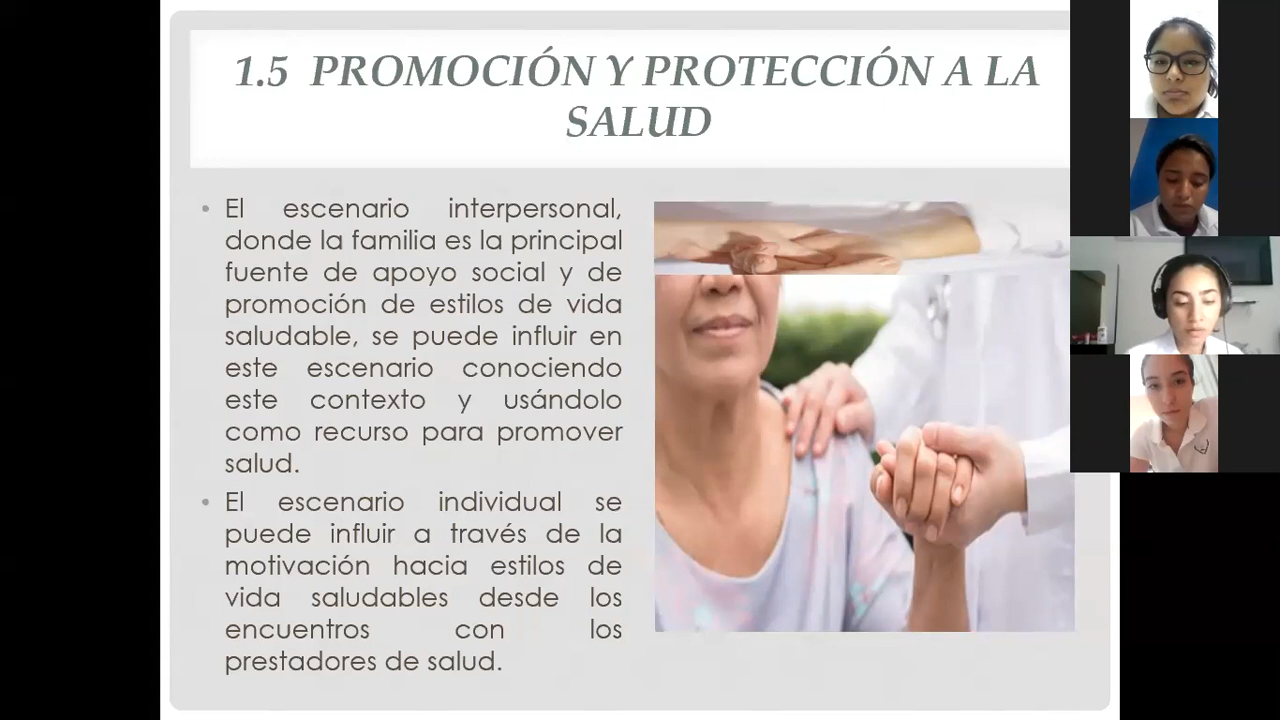 1.5 PROMOCIÓN Y PROTECCIÓN A LA
SALUD
• El escenario interpersonal,
donde la familia es la principal
fuente de apoyo social y de
promoción de estilos de vida
saludable, se puede influir en
este escenario conociendo
este contexto y usándolo
como recurso para promover
salud.
• El escenario individual se
puede influir a través de la
motivación hacia estilos de
vida saludables desde los
encuentros con los
prestadores de salud.